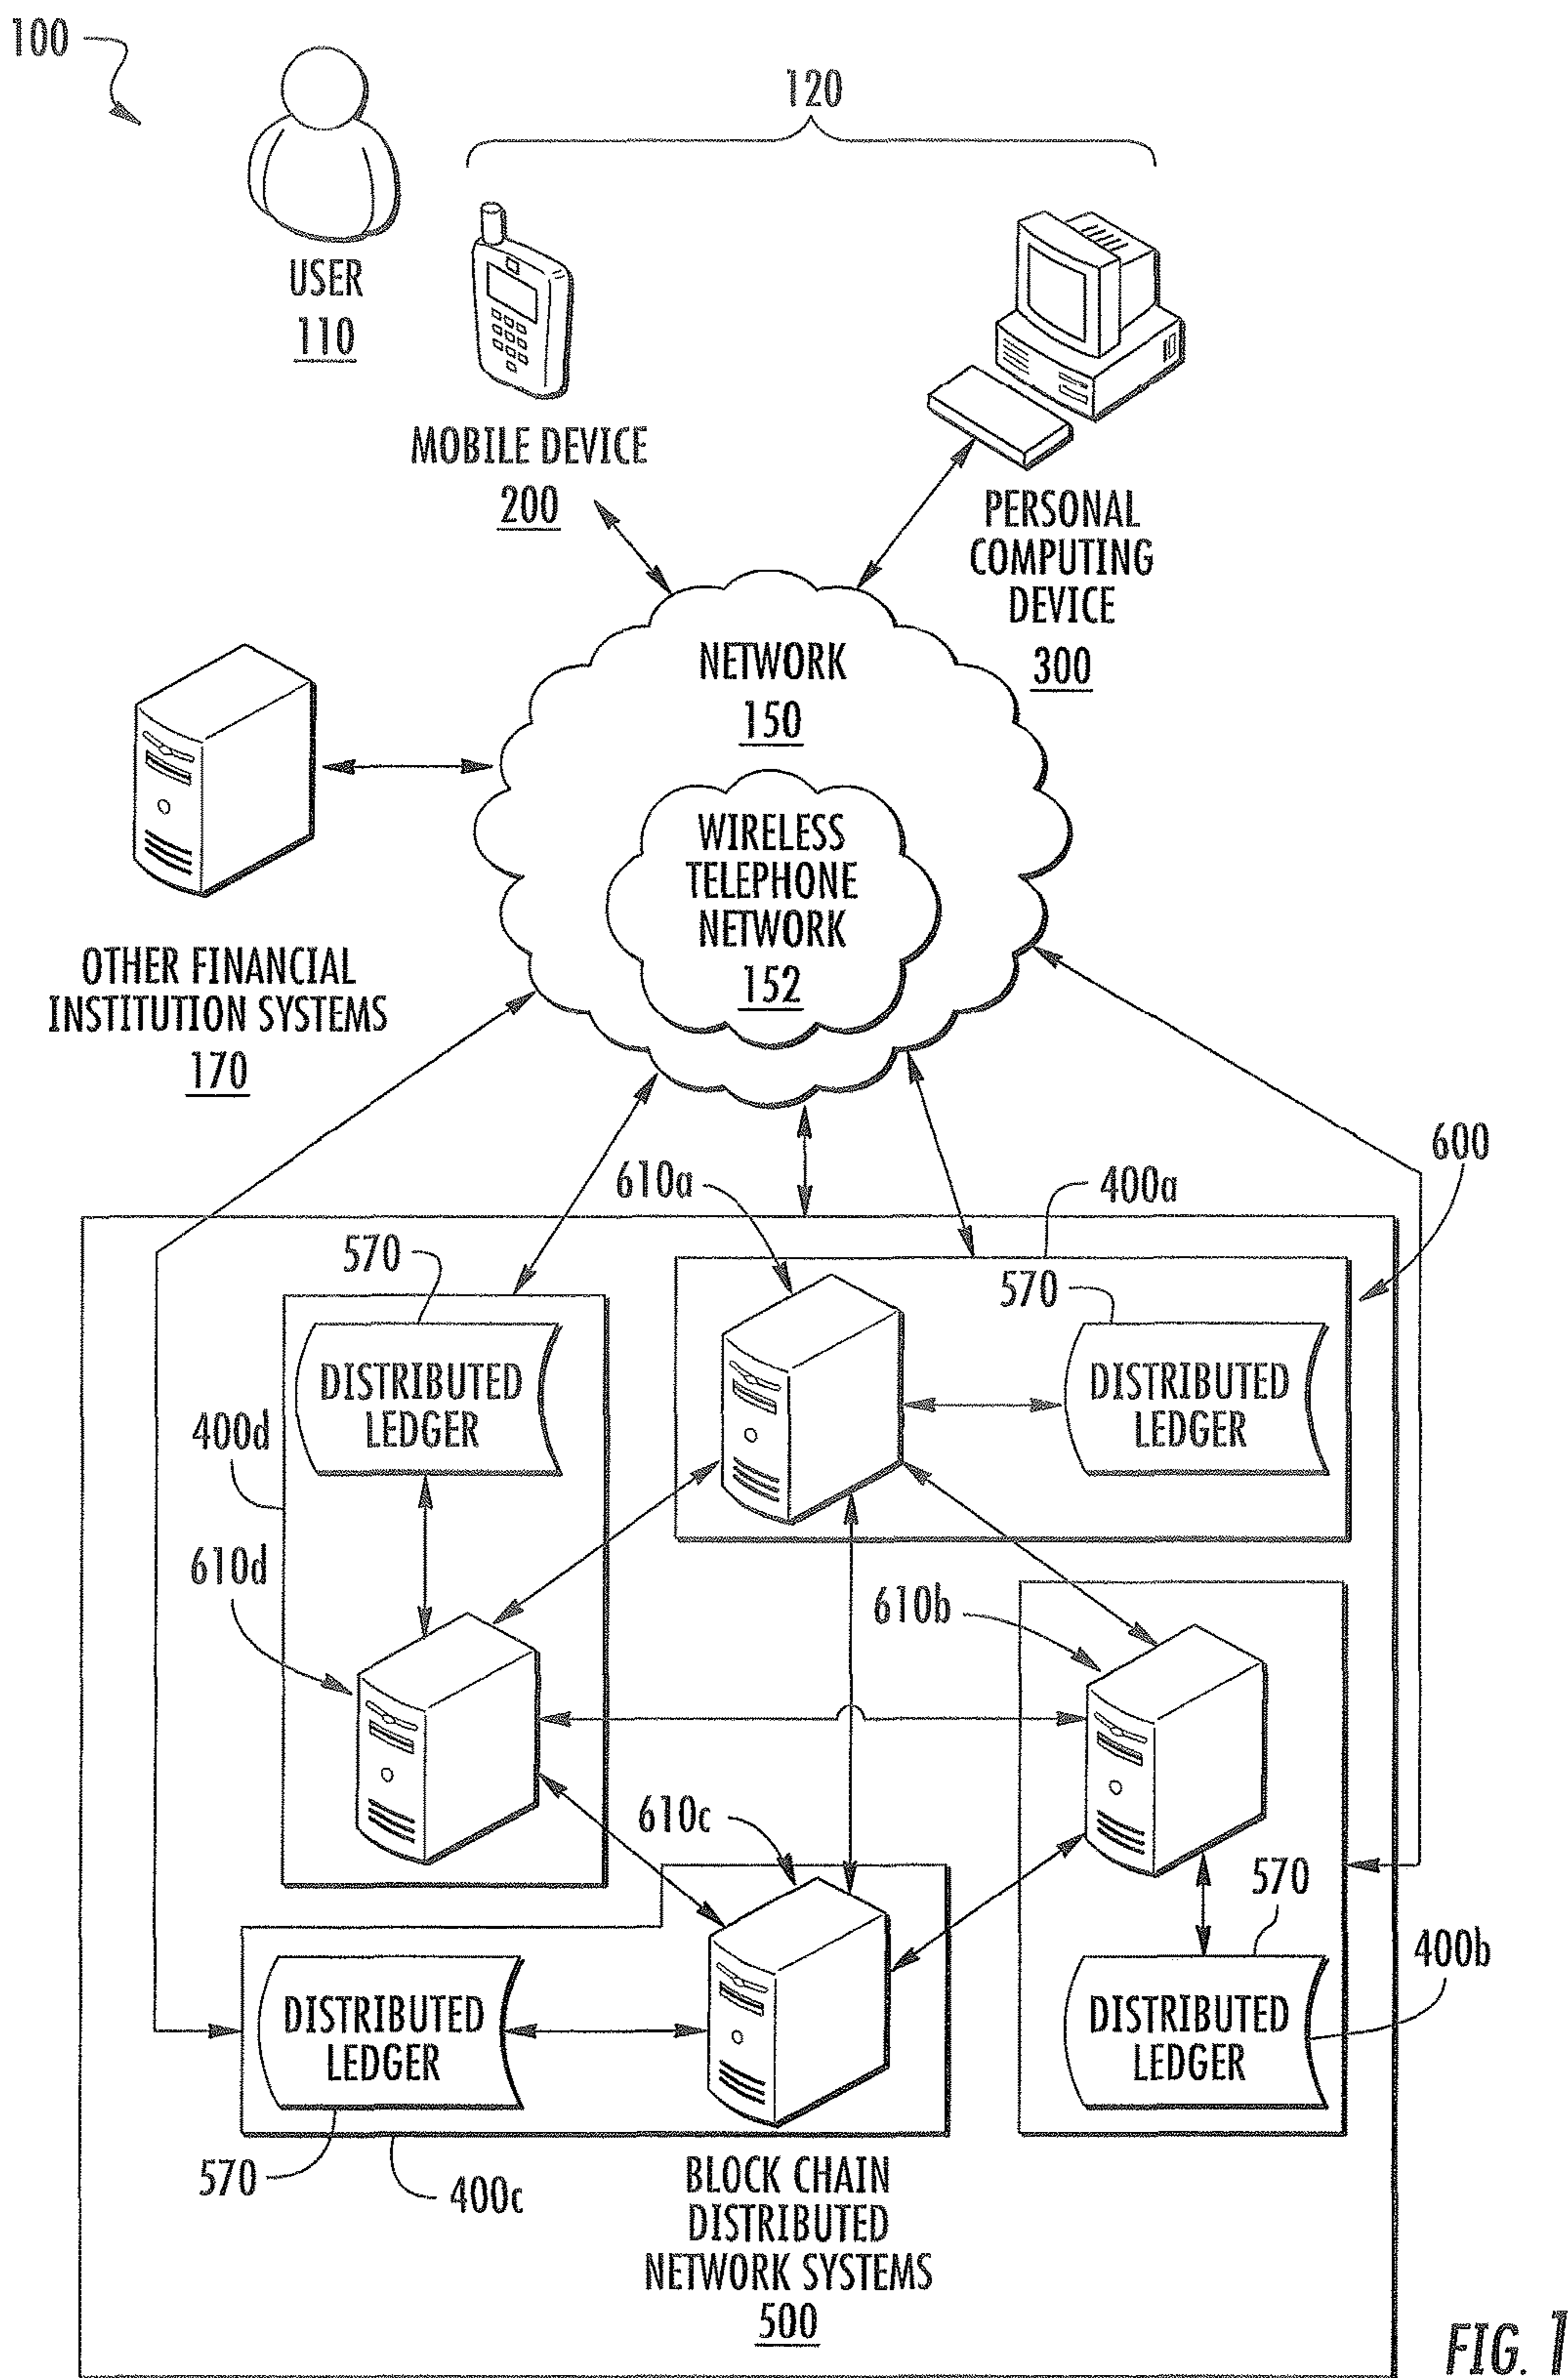 100
120
USER
110
MOBILE DEVICE
200
PERSONAL
COMPUTING
DEVICE
300
NETWORK
150
WIRELESS
TELEPHONE
NETWORK
152
OTHER FINANCIAL
INSTITUTION SYSTEMS
170
600
610a
400a
570
570
DISTRIBUTED
LEDGER
DISTRIBUTED
LEDGER
400d
610d
610b
610c
570
400b
DISTRIBUTED
LEDGER
DISTRIBUTED
LEDGER
570
400c
BLOCK CHAIN
DISTRIBUTED
NETWORK SYSTEMS
500
FIG. 1